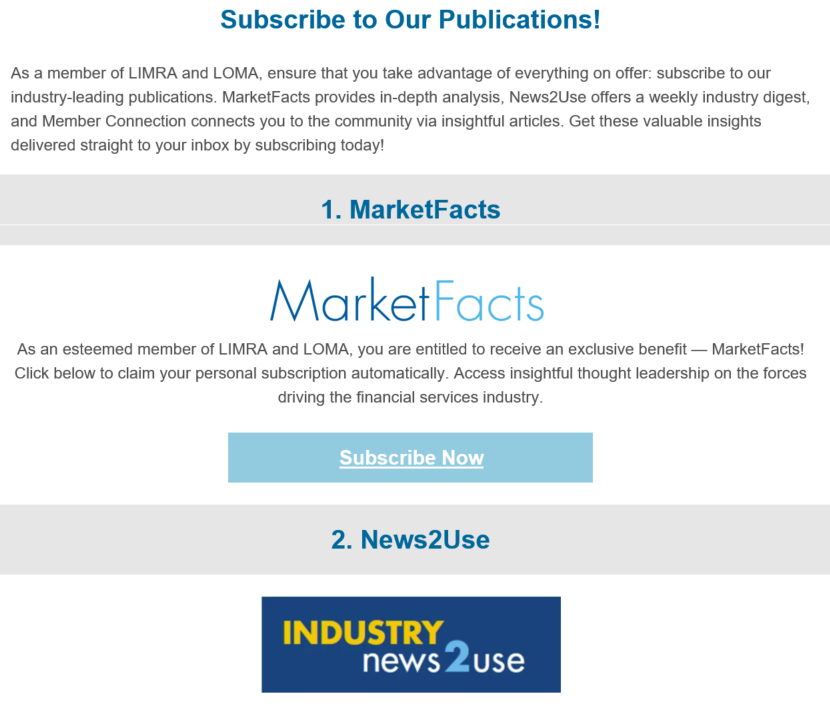 Subscribe to Our Publications!
As a member of LIMRA and LOMA, ensure that you take advantage of everything on offer: subscribe to our
industry-leading publications. MarketFacts provides in-depth analysis, News2Use offers a weekly industry digest,
and Member Connection connects you to the community via insightful articles. Get these valuable insights
delivered straight to your inbox by subscribing today!
1. MarketFacts
MarketFacts
As an esteemed member of LIMRA and LOMA, you are entitled to receive an exclusive benefit — MarketFacts!
Click below to claim your personal subscription automatically. Access insightful thought leadership on the forces
driving the financial services industry.
Subscribe Now
2. News2Use
INDUSTRY
news2use